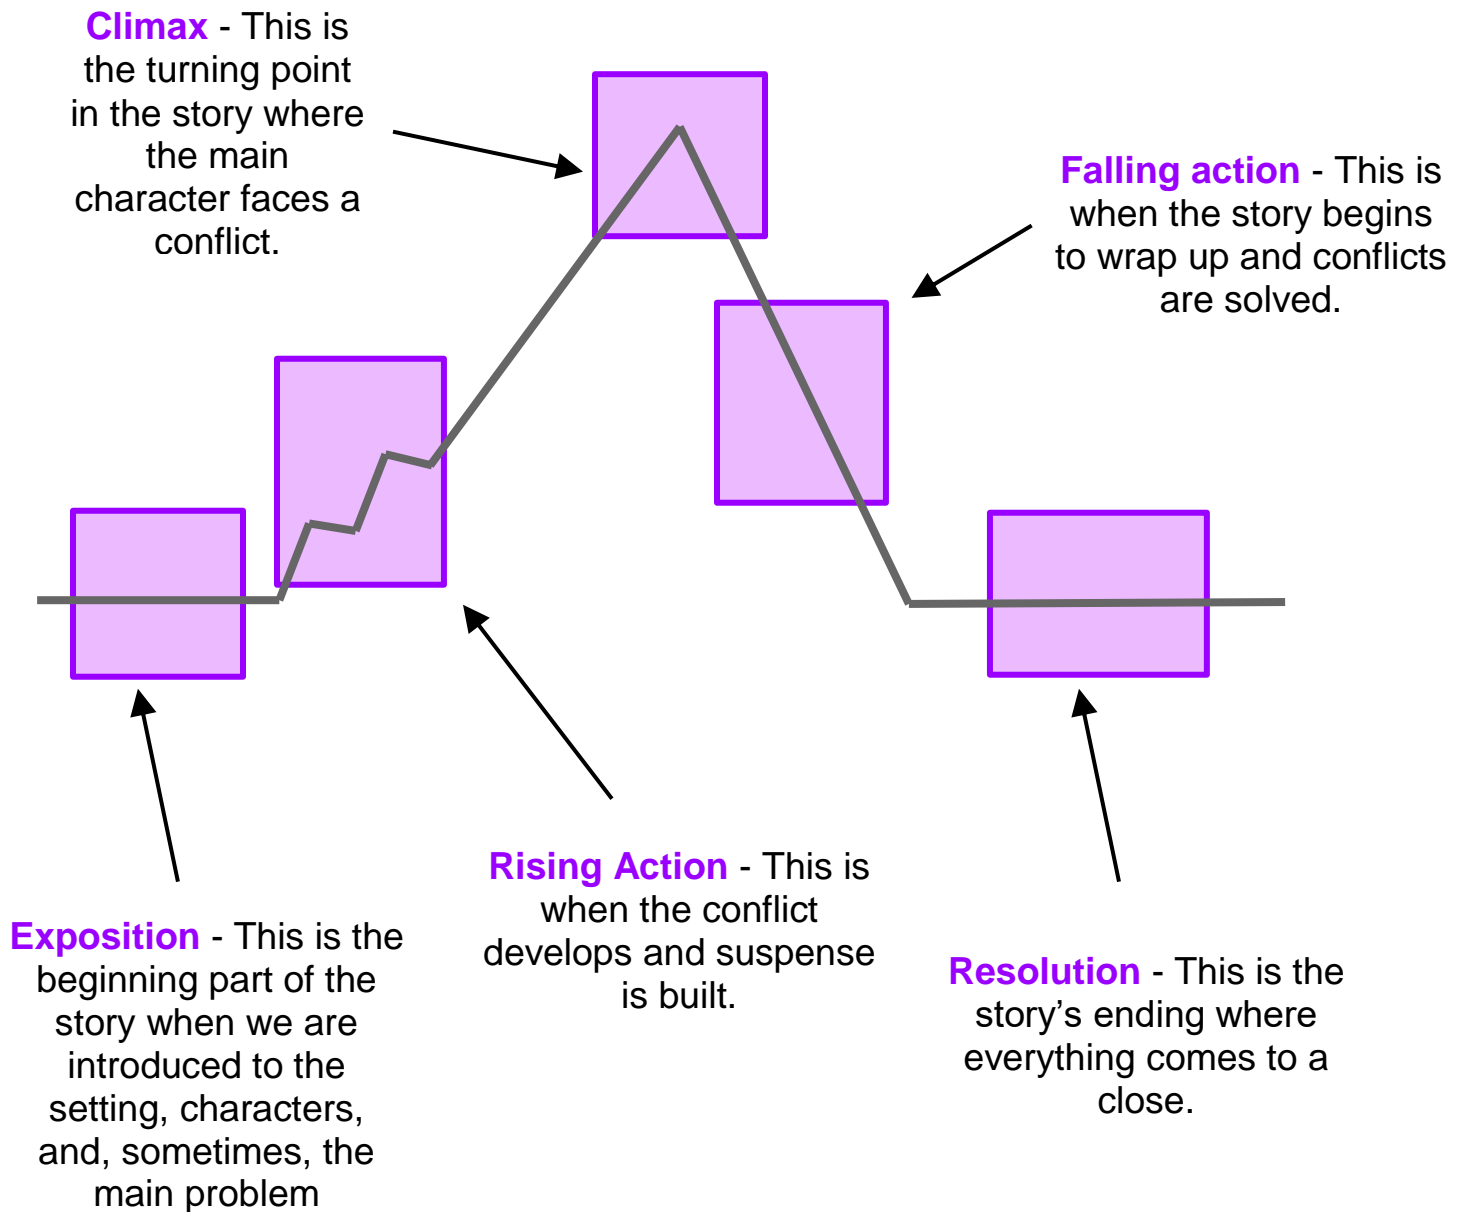 Climax - This is
the turning point
in the story where
the main
character faces a
conflict.
Falling action - This is
when the story begins
to wrap up and conflicts
are solved.
Rising Action - This is
when the conflict
develops and suspense
is built.
Exposition - This is the
beginning part of the
story when we are
introduced to the
setting, characters,
and, sometimes, the
main problem
Resolution - This is the
story’s ending where
everything comes to a
close.